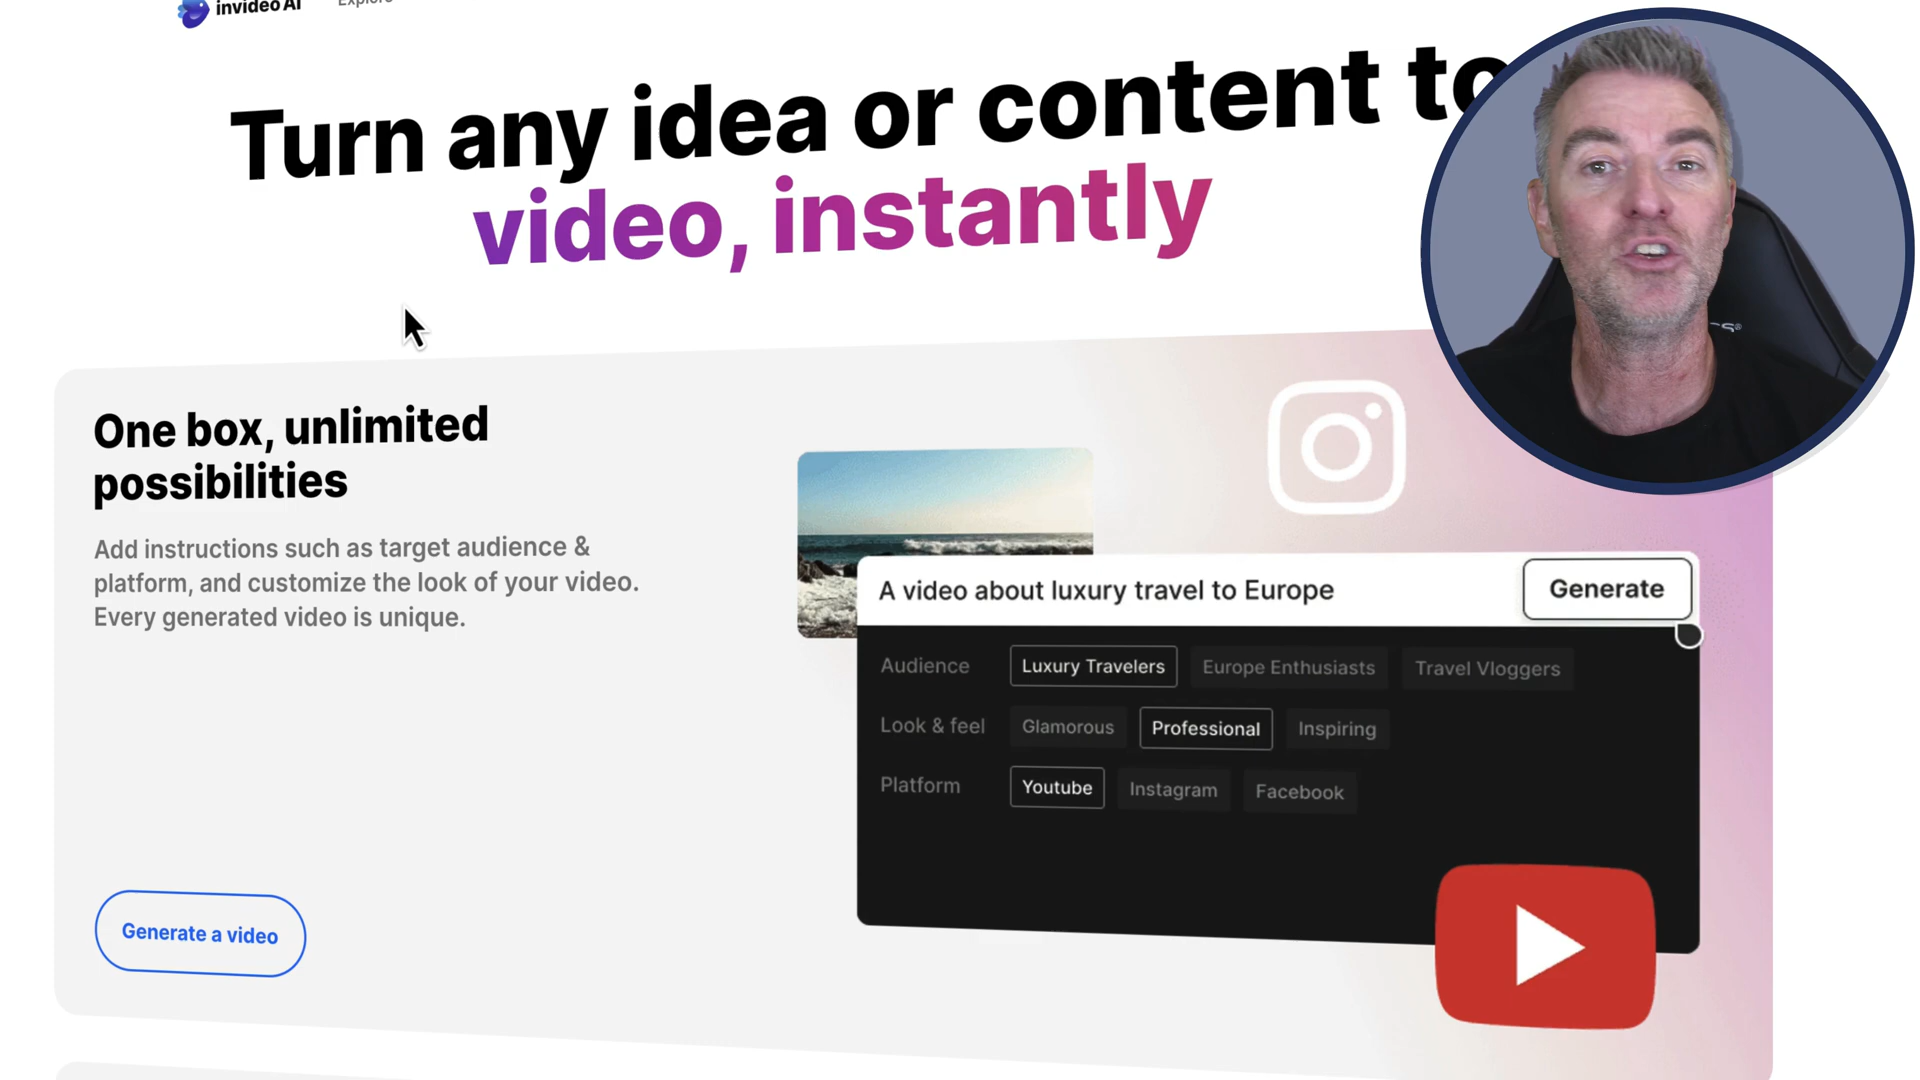 invideo AI
Explore
Turn any idea or content to
video, instantly
One box, unlimited
possibilities
Add instructions such as target audience &
platform, and customize the look of your video.
Every generated video is unique.
Generate a video
A video about luxury travel to Europe
Generate
Audience
Luxury Travelers
Europe Enthusiasts
Travel Vloggers
Look & feel
Glamorous
Professional
Inspiring
Platform
Youtube
Instagram
Facebook